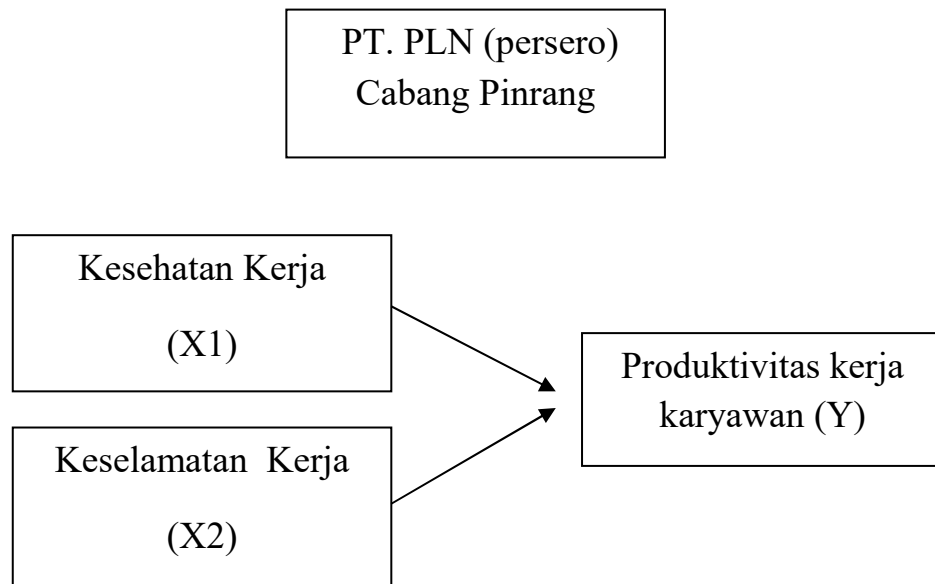 PT. PLN (persero)
Cabang Pinrang
Kesehatan Kerja
(X1)
Keselamatan Kerja
(X2)
Produktivitas kerja
karyawan (Y)